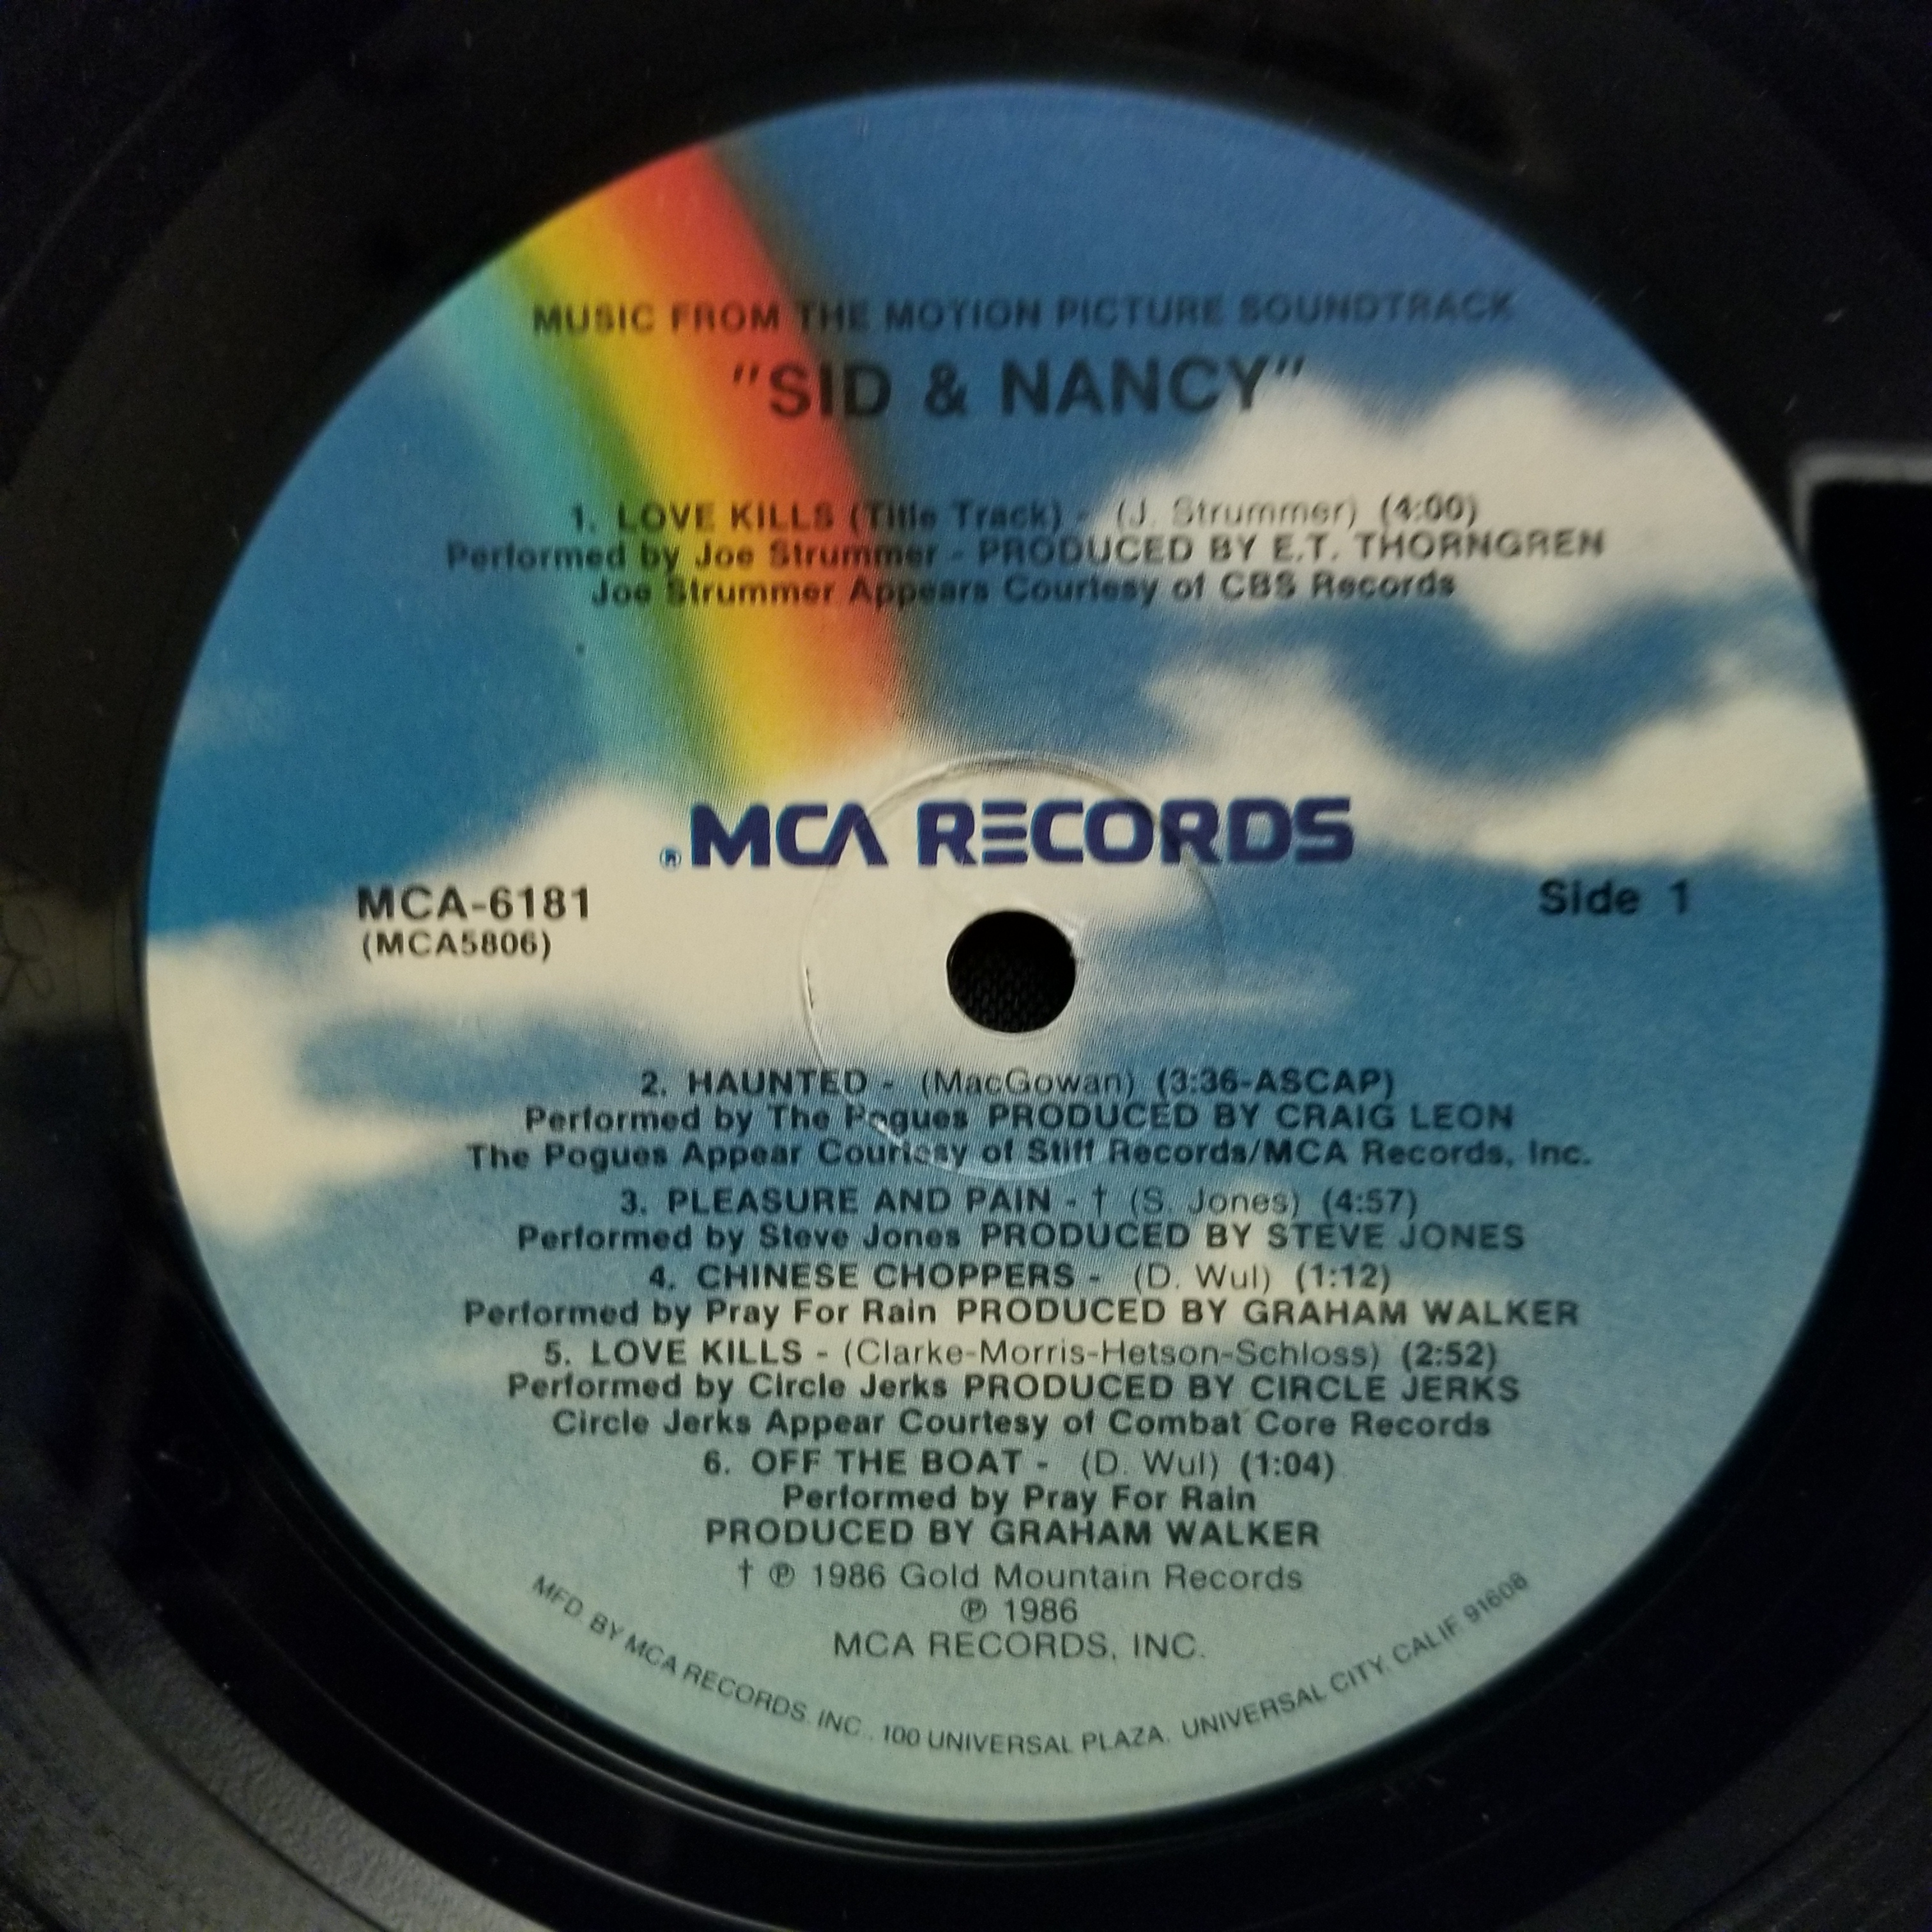 MUSIC FROM THE MOTION PICTURE SOUNDTRACK
"SID & NANCY"
1. LOVE KILLS (Title Track) - (J. Strummer) (4:00)
Performed by Joe Strummer - PRODUCED BY E.T. THORNGREN
Joe Strummer Appears Courtesy of CBS Records
® MCA RECORDS
MCA-6181
(MCA5806)
Side 1
2. HAUNTED - (MacGowan) (3:36-ASCAP)
Performed by The Pogues PRODUCED BY CRAIG LEON
The Pogues Appear Courtesy of Stiff Records/MCA Records, Inc.
3. PLEASURE AND PAIN - † (S. Jones) (4:57)
Performed by Steve Jones PRODUCED BY STEVE JONES
4. CHINESE CHOPPERS - (D. Wul) (1:12)
Performed by Pray For Rain PRODUCED BY GRAHAM WALKER
5. LOVE KILLS - (Clarke-Morris-Hetson-Schloss) (2:52)
Performed by Circle Jerks PRODUCED BY CIRCLE JERKS
Circle Jerks Appear Courtesy of Combat Core Records
6. OFF THE BOAT - (D. Wul) (1:04)
Performed by Pray For Rain
PRODUCED BY GRAHAM WALKER
† ℗ 1986 Gold Mountain Records
℗ 1986
MCA RECORDS, INC.
MFD. BY MCA RECORDS, INC., 100 UNIVERSAL PLAZA, UNIVERSAL CITY, CALIF. 91608